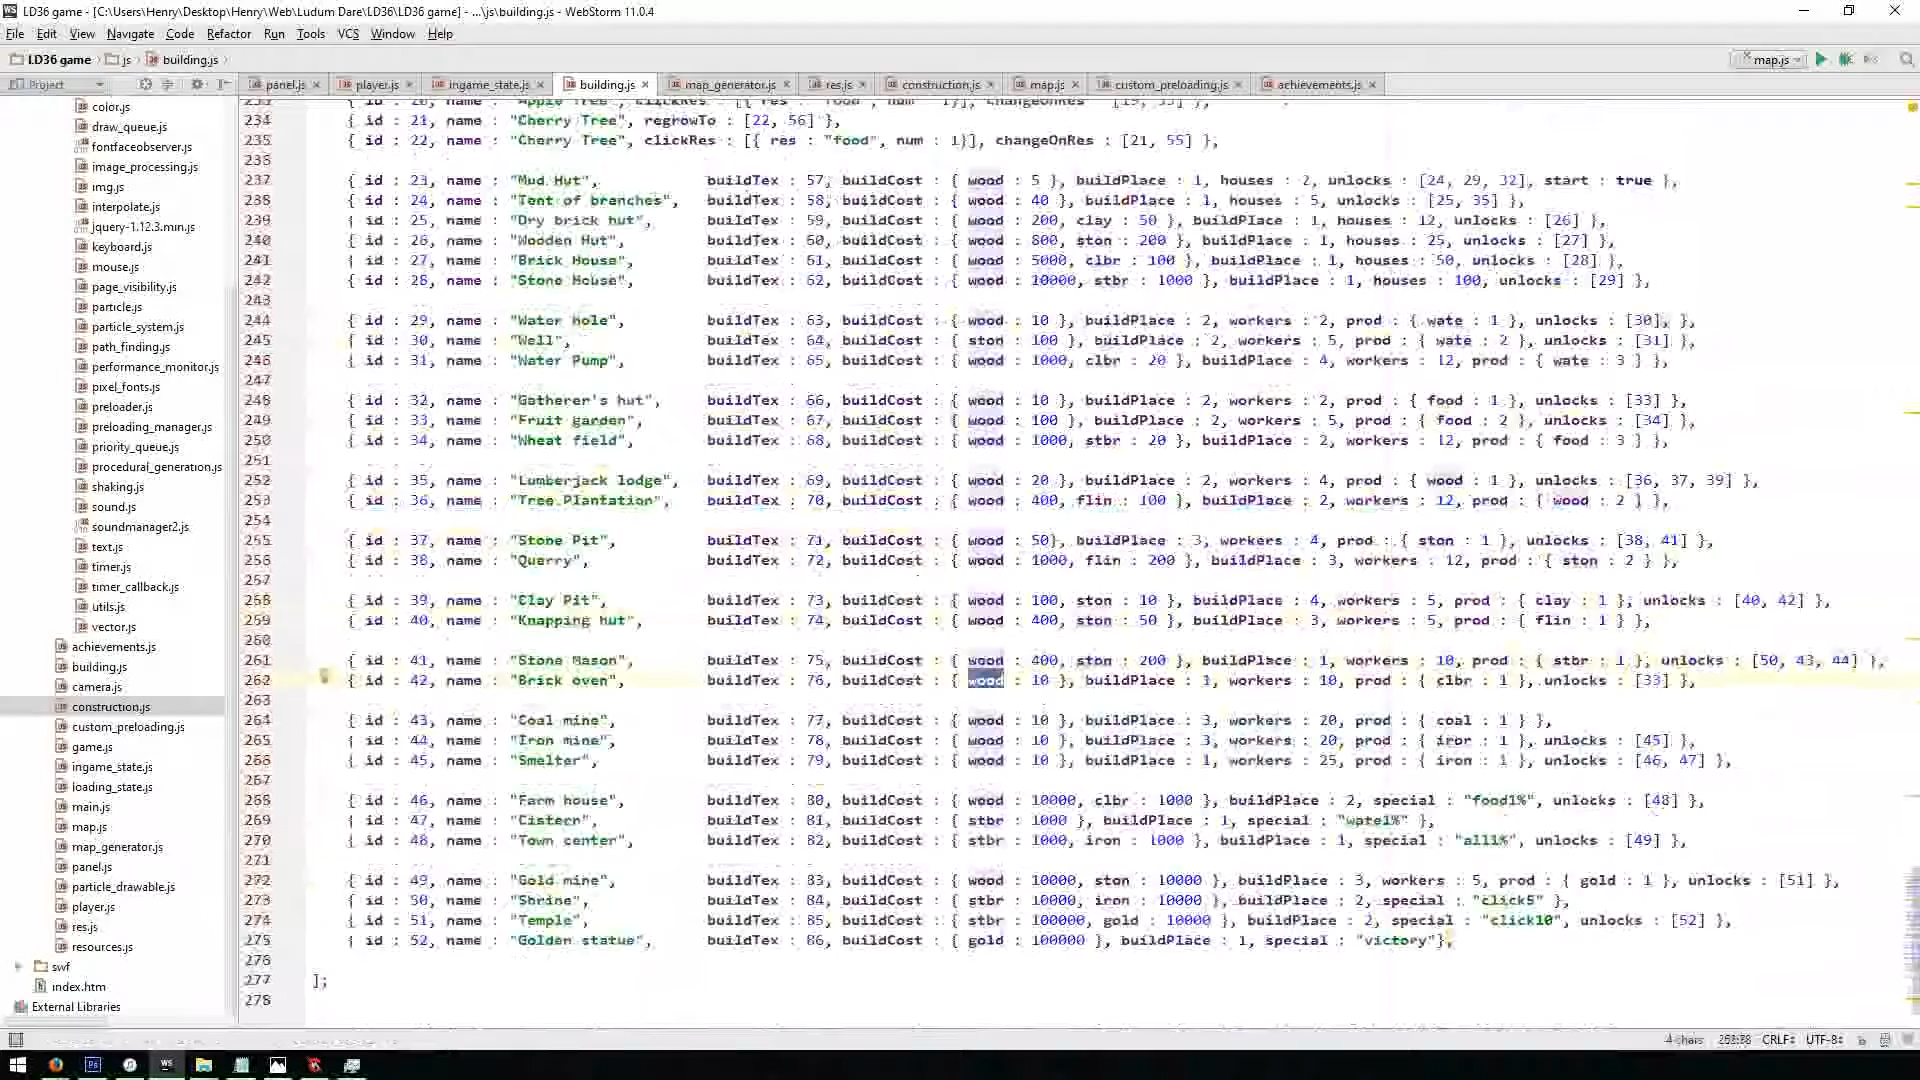 LD36 game - [C:\Users\Henry\Desktop\Henry\Web\Ludum Dare\LD36\LD36 game] - ...\js\building.js - WebStorm 11.0.4
File Edit View Navigate Code Refactor Run Tools VCS Window Help
LD36 game js building.js map.js
Project panel.js player.js ingame_state.js building.js map_generator.js res.js construction.js map.js custom_preloading.js achievements.js
color.js
draw_queue.js
fontfaceobserver.js
image_processing.js
img.js
interpolate.js
jquery-1.12.3.min.js
keyboard.js
mouse.js
page_visibility.js
particle.js
particle_system.js
path_finding.js
performance_monitor.js
pixel_fonts.js
preloader.js
preloading_manager.js
priority_queue.js
procedural_generation.js
shaking.js
sound.js
soundmanager2.js
text.js
timer.js
timer_callback.js
utils.js
vector.js
achievements.js
building.js
camera.js
construction.js
custom_preloading.js
game.js
ingame_state.js
loading_state.js
main.js
map.js
map_generator.js
panel.js
particle_drawable.js
player.js
res.js
resources.js
swf
index.htm
External Libraries
234 { id : 21, name : "Cherry Tree", regrowTo : [22, 56] },
235 { id : 22, name : "Cherry Tree", clickRes : [{ res : "food", num : 1}], changeOnRes : [21, 55] },
236
237 { id : 23, name : "Mud Hut", buildTex : 57, buildCost : { wood : 5 }, buildPlace : 1, houses : 2, unlocks : [24, 29, 32], start : true },
238 { id : 24, name : "Tent of branches", buildTex : 58, buildCost : { wood : 40 }, buildPlace : 1, houses : 5, unlocks : [25, 35] },
239 { id : 25, name : "Dry brick hut", buildTex : 59, buildCost : { wood : 200, clay : 50 }, buildPlace : 1, houses : 12, unlocks : [26] },
240 { id : 26, name : "Wooden Hut", buildTex : 60, buildCost : { wood : 800, ston : 200 }, buildPlace : 1, houses : 25, unlocks : [27] },
241 { id : 27, name : "Brick House", buildTex : 61, buildCost : { wood : 5000, clbr : 100 }, buildPlace : 1, houses : 50, unlocks : [28] },
242 { id : 28, name : "Stone House", buildTex : 62, buildCost : { wood : 10000, stbr : 1000 }, buildPlace : 1, houses : 100, unlocks : [29] },
243
244 { id : 29, name : "Water hole", buildTex : 63, buildCost : { wood : 10 }, buildPlace : 2, workers : 2, prod : { wate : 1 }, unlocks : [30], },
245 { id : 30, name : "Well", buildTex : 64, buildCost : { ston : 100 }, buildPlace : 2, workers : 5, prod : { wate : 2 }, unlocks : [31] },
246 { id : 31, name : "Water Pump", buildTex : 65, buildCost : { wood : 1000, clbr : 20 }, buildPlace : 4, workers : 12, prod : { wate : 3 } },
247
248 { id : 32, name : "Gatherer's hut", buildTex : 66, buildCost : { wood : 10 }, buildPlace : 2, workers : 2, prod : { food : 1 }, unlocks : [33] },
249 { id : 33, name : "Fruit garden", buildTex : 67, buildCost : { wood : 100 }, buildPlace : 2, workers : 5, prod : { food : 2 }, unlocks : [34] },
250 { id : 34, name : "Wheat field", buildTex : 68, buildCost : { wood : 1000, stbr : 20 }, buildPlace : 2, workers : 12, prod : { food : 3 } },
251
252 { id : 35, name : "Lumberjack lodge", buildTex : 69, buildCost : { wood : 20 }, buildPlace : 2, workers : 4, prod : { wood : 1 }, unlocks : [36, 37, 39] },
253 { id : 36, name : "Tree Plantation", buildTex : 70, buildCost : { wood : 400, flin : 100 }, buildPlace : 2, workers : 12, prod : { wood : 2 } },
254
255 { id : 37, name : "Stone Pit", buildTex : 71, buildCost : { wood : 50}, buildPlace : 3, workers : 4, prod : { ston : 1 }, unlocks : [38, 41] },
256 { id : 38, name : "Querry", buildTex : 72, buildCost : { wood : 1000, flin : 200 }, buildPlace : 3, workers : 12, prod : { ston : 2 } },
257
258 { id : 39, name : "Clay Pit", buildTex : 73, buildCost : { wood : 100, ston : 10 }, buildPlace : 4, workers : 5, prod : { clay : 1 }, unlocks : [40, 42] },
259 { id : 40, name : "Knapping hut", buildTex : 74, buildCost : { wood : 400, ston : 50 }, buildPlace : 3, workers : 5, prod : { flin : 1 } },
260
261 { id : 41, name : "Stone Mason", buildTex : 75, buildCost : { wood : 400, ston : 200 }, buildPlace : 1, workers : 10, prod : { stbr : 1 }, unlocks : [50, 43, 44] },
262 { id : 42, name : "Brick oven", buildTex : 76, buildCost : { wood : 10 }, buildPlace : 1, workers : 10, prod : { clbr : 1 }, unlocks : [33] },
263
264 { id : 43, name : "Coal mine", buildTex : 77, buildCost : { wood : 10 }, buildPlace : 3, workers : 20, prod : { coal : 1 } },
265 { id : 44, name : "Iron mine", buildTex : 78, buildCost : { wood : 10 }, buildPlace : 3, workers : 20, prod : { iror : 1 }, unlocks : [45] },
266 { id : 45, name : "Smelter", buildTex : 79, buildCost : { wood : 10 }, buildPlace : 1, workers : 25, prod : { iron : 1 }, unlocks : [46, 47] },
267
268 { id : 46, name : "Farm house", buildTex : 80, buildCost : { wood : 10000, clbr : 1000 }, buildPlace : 2, special : "food1%", unlocks : [48] },
269 { id : 47, name : "Cistern", buildTex : 81, buildCost : { stbr : 1000 }, buildPlace : 1, special : "wate1%" },
270 { id : 48, name : "Town center", buildTex : 82, buildCost : { stbr : 1000, iron : 1000 }, buildPlace : 1, special : "all1%", unlocks : [49] },
271
272 { id : 49, name : "Gold mine", buildTex : 83, buildCost : { wood : 10000, ston : 10000 }, buildPlace : 3, workers : 5, prod : { gold : 1 }, unlocks : [51] },
273 { id : 50, name : "Shrine", buildTex : 84, buildCost : { stbr : 10000, iron : 10000 }, buildPlace : 2, special : "click5" },
274 { id : 51, name : "Temple", buildTex : 85, buildCost : { stbr : 100000, gold : 10000 }, buildPlace : 2, special : "click10", unlocks : [52] },
275 { id : 52, name : "Golden statue", buildTex : 86, buildCost : { gold : 100000 }, buildPlace : 1, special : "victory"},
276
277 ];
278
4 chars CRLF UTF-8